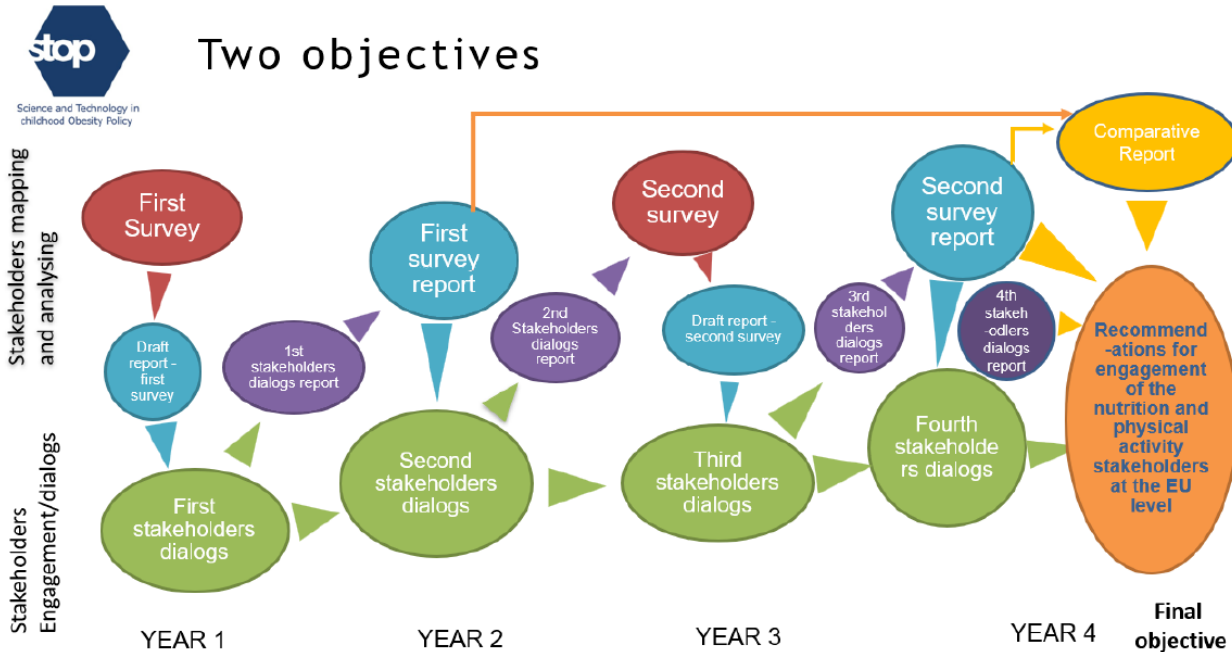 stop
Science and Technology in
childhood Obesity Policy
Two objectives
Stakeholders mapping
and analysing
Stakeholders
Engagement/dialogs
First
Survey
Draft
report -
first
survey
First
stakeholders
dialogs
1st
stakeholders
dialogs report
First
survey
report
Second
stakeholders
dialogs
2nd
Stakeholders
dialogs
report
Second
survey
Draft report -
second survey
Third
stakeholders
dialogs
3rd
stakehol
ders
dialogs
report
Second
survey
report
Fourth
stakeholde
rs dialogs
4th
stakeh
-odlers
dialogs
report
Comparative
Report
Recommend
-ations for
engagement
of the
nutrition and
physical
activity
stakeholders
at the EU
level
YEAR 1
YEAR 2
YEAR 3
YEAR 4
Final
objective